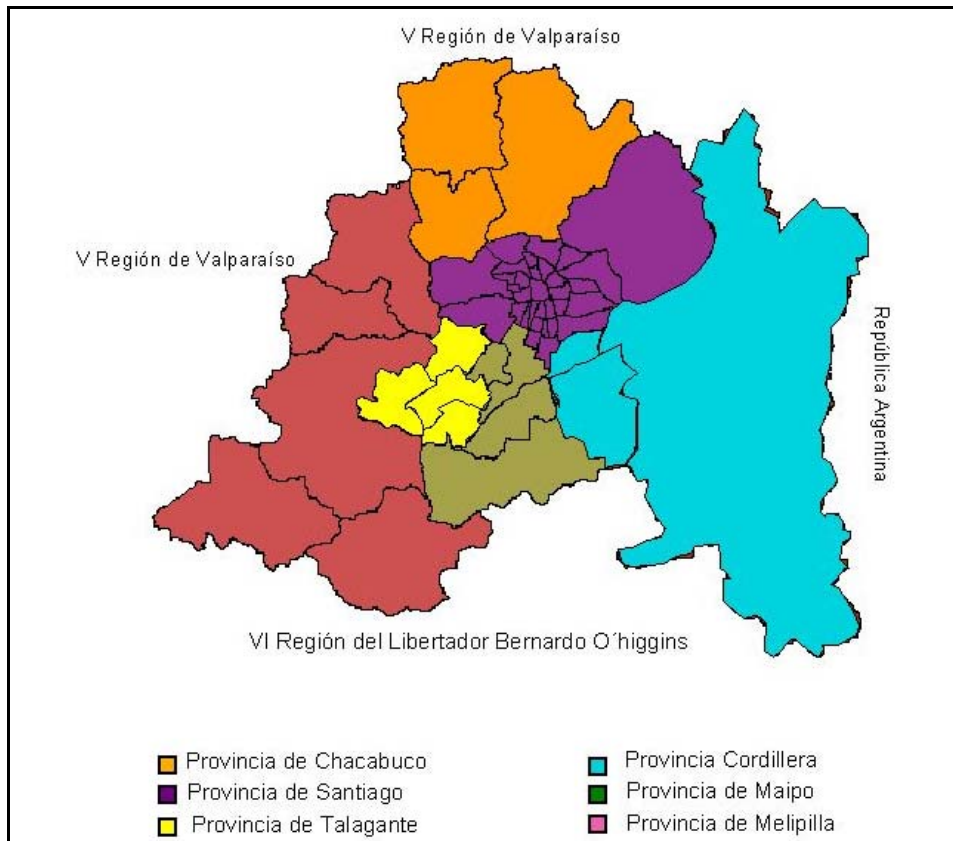 V Región de Valparaíso
V Región de Valparaíso
República Argentina
VI Región del Libertador Bernardo O´higgins
Provincia de Chacabuco
Provincia de Santiago
Provincia de Talagante
Provincia Cordillera
Provincia de Maipo
Provincia de Melipilla